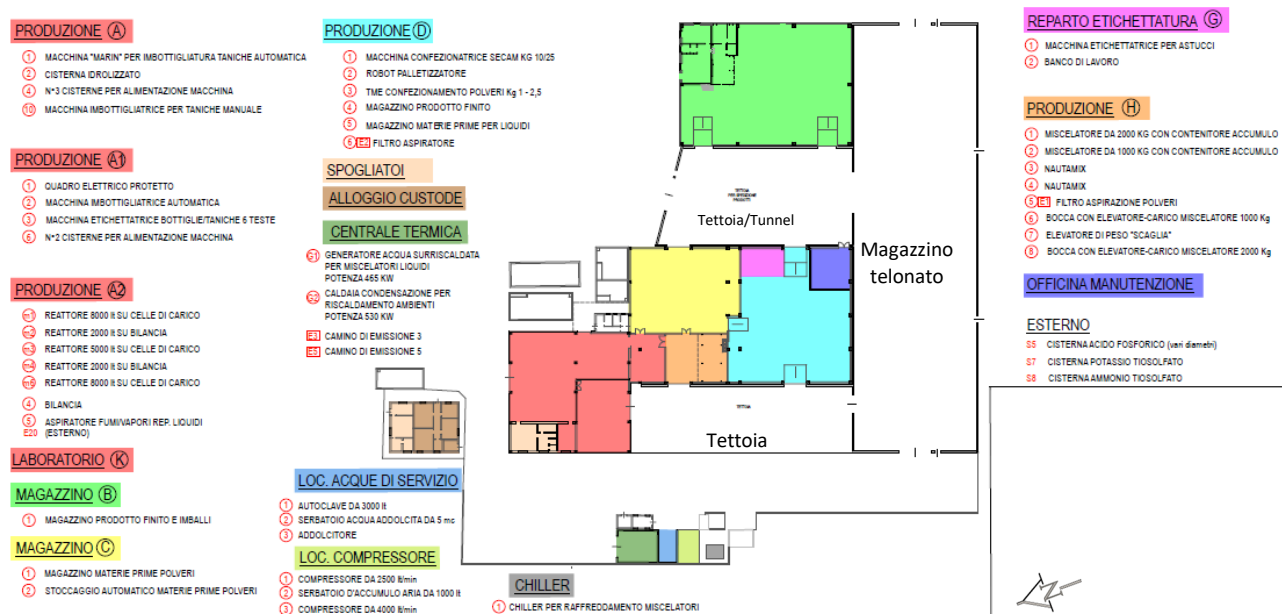 PRODUZIONE A
1 MACCHINA "MARIN" PER IMBOTTIGLIATURA TANICHE AUTOMATICA
2 CISTERNA IDROLIZZATO
4 N°3 CISTERNE PER ALIMENTAZIONE MACCHINA
10 MACCHINA IMBOTTIGLIATRICE PER TANICHE MANUALE
PRODUZIONE A1
1 QUADRO ELETTRICO PROTETTO
2 MACCHINA IMBOTTIGLIATRICE AUTOMATICA
3 MACCHINA ETICHETTATRICE BOTTIGLIE/TANICHE 6 TESTE
6 N°2 CISTERNE PER ALIMENTAZIONE MACCHINA
PRODUZIONE A2
m1 REATTORE 8000 lt SU CELLE DI CARICO
m2 REATTORE 2000 lt SU BILANCIA
m3 REATTORE 5000 lt SU CELLE DI CARICO
m4 REATTORE 2000 lt SU BILANCIA
m5 REATTORE 8000 lt SU CELLE DI CARICO
4 BILANCIA
5 ASPIRATORE FUMI/VAPORI REP. LIQUIDI
E20 (ESTERNO)
LABORATORIO K
MAGAZZINO B
1 MAGAZZINO PRODOTTO FINITO E IMBALLI
MAGAZZINO C
1 MAGAZZINO MATERIE PRIME POLVERI
2 STOCCAGGIO AUTOMATICO MATERIE PRIME POLVERI
PRODUZIONE D
1 MACCHINA CONFEZIONATRICE SECAM KG 10/25
2 ROBOT PALLETIZZATORE
3 TME CONFEZIONAMENTO POLVERI Kg 1 - 2,5
4 MAGAZZINO PRODOTTO FINITO
5 MAGAZZINO MATERIE PRIME PER LIQUIDI
6 E2 FILTRO ASPIRATORE
SPOGLIATOI
ALLOGGIO CUSTODE
CENTRALE TERMICA
G1 GENERATORE ACQUA SURRISCALDATA
PER MISCELATORI LIQUIDI
POTENZA 465 KW
G2 CALDAIA CONDENSAZIONE PER
RISCALDAMENTO AMBIENTI
POTENZA 530 KW
E3 CAMINO DI EMISSIONE 3
E5 CAMINO DI EMISSIONE 5
LOC. ACQUE DI SERVIZIO
1 AUTOCLAVE DA 3000 lt
2 SERBATOIO ACQUA ADDOLCITA DA 5 mc
3 ADDOLCITORE
LOC. COMPRESSORE
1 COMPRESSORE DA 2500 lt/min
2 SERBATOIO D'ACCUMULO ARIA DA 1000 lt
3 COMPRESSORE DA 4000 lt/min
CHILLER
1 CHILLER PER RAFFREDDAMENTO MISCELATORI
TETTOIA
PER SPEDIZIONE
PRODOTTI
Tettoia/Tunnel
Magazzino
telonato
TETTOIA
Tettoia
REPARTO ETICHETTATURA G
1 MACCHINA ETICHETTATRICE PER ASTUCCI
2 BANCO DI LAVORO
PRODUZIONE H
1 MISCELATORE DA 2000 KG CON CONTENITORE ACCUMULO
2 MISCELATORE DA 1000 KG CON CONTENITORE ACCUMULO
3 NAUTAMIX
4 NAUTAMIX
5 E1 FILTRO ASPIRAZIONE POLVERI
6 BOCCA CON ELEVATORE-CARICO MISCELATORE 1000 Kg
7 ELEVATORE DI PESO "SCAGLIA"
8 BOCCA CON ELEVATORE-CARICO MISCELATORE 2000 Kg
OFFICINA MANUTENZIONE
ESTERNO
S5 CISTERNA ACIDO FOSFORICO (vari diametri)
S7 CISTERNA POTASSIO TIOSOLFATO
S8 CISTERNA AMMONIO TIOSOLFATO
N